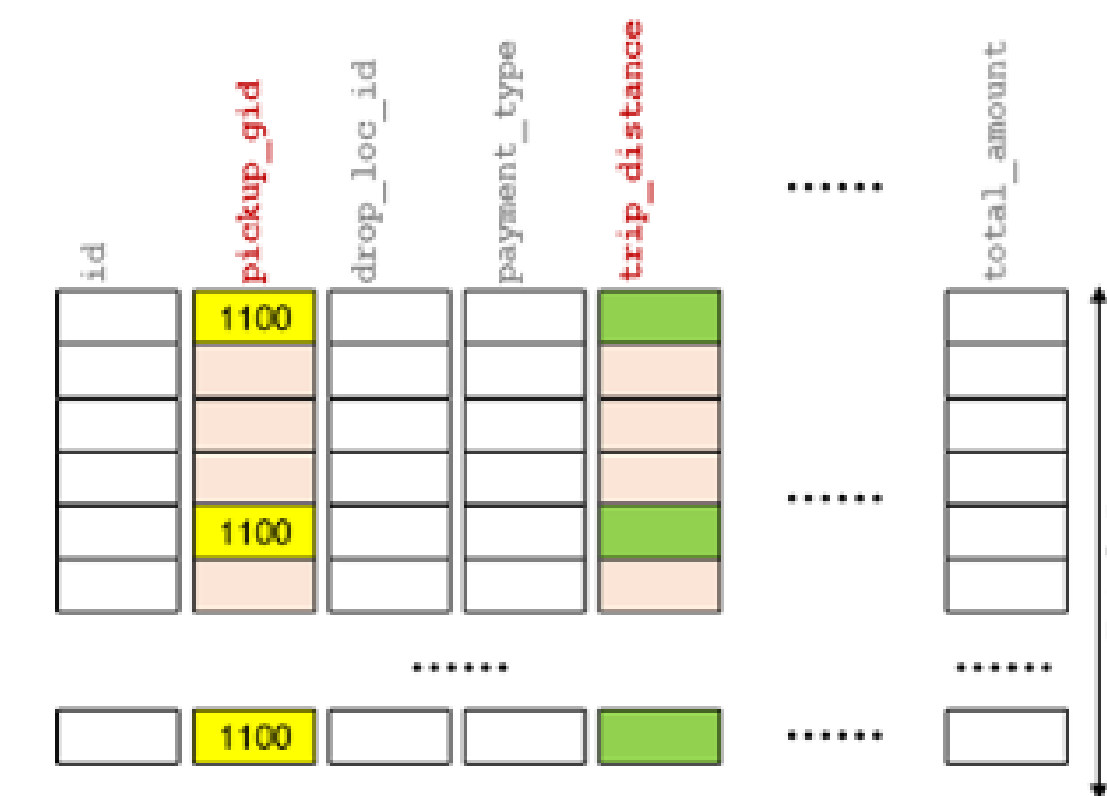 id
pickup_gid
drop_loc_id
payment_type
trip_distance
......
total_amount
1100
......
1100
...... ......
1100
......